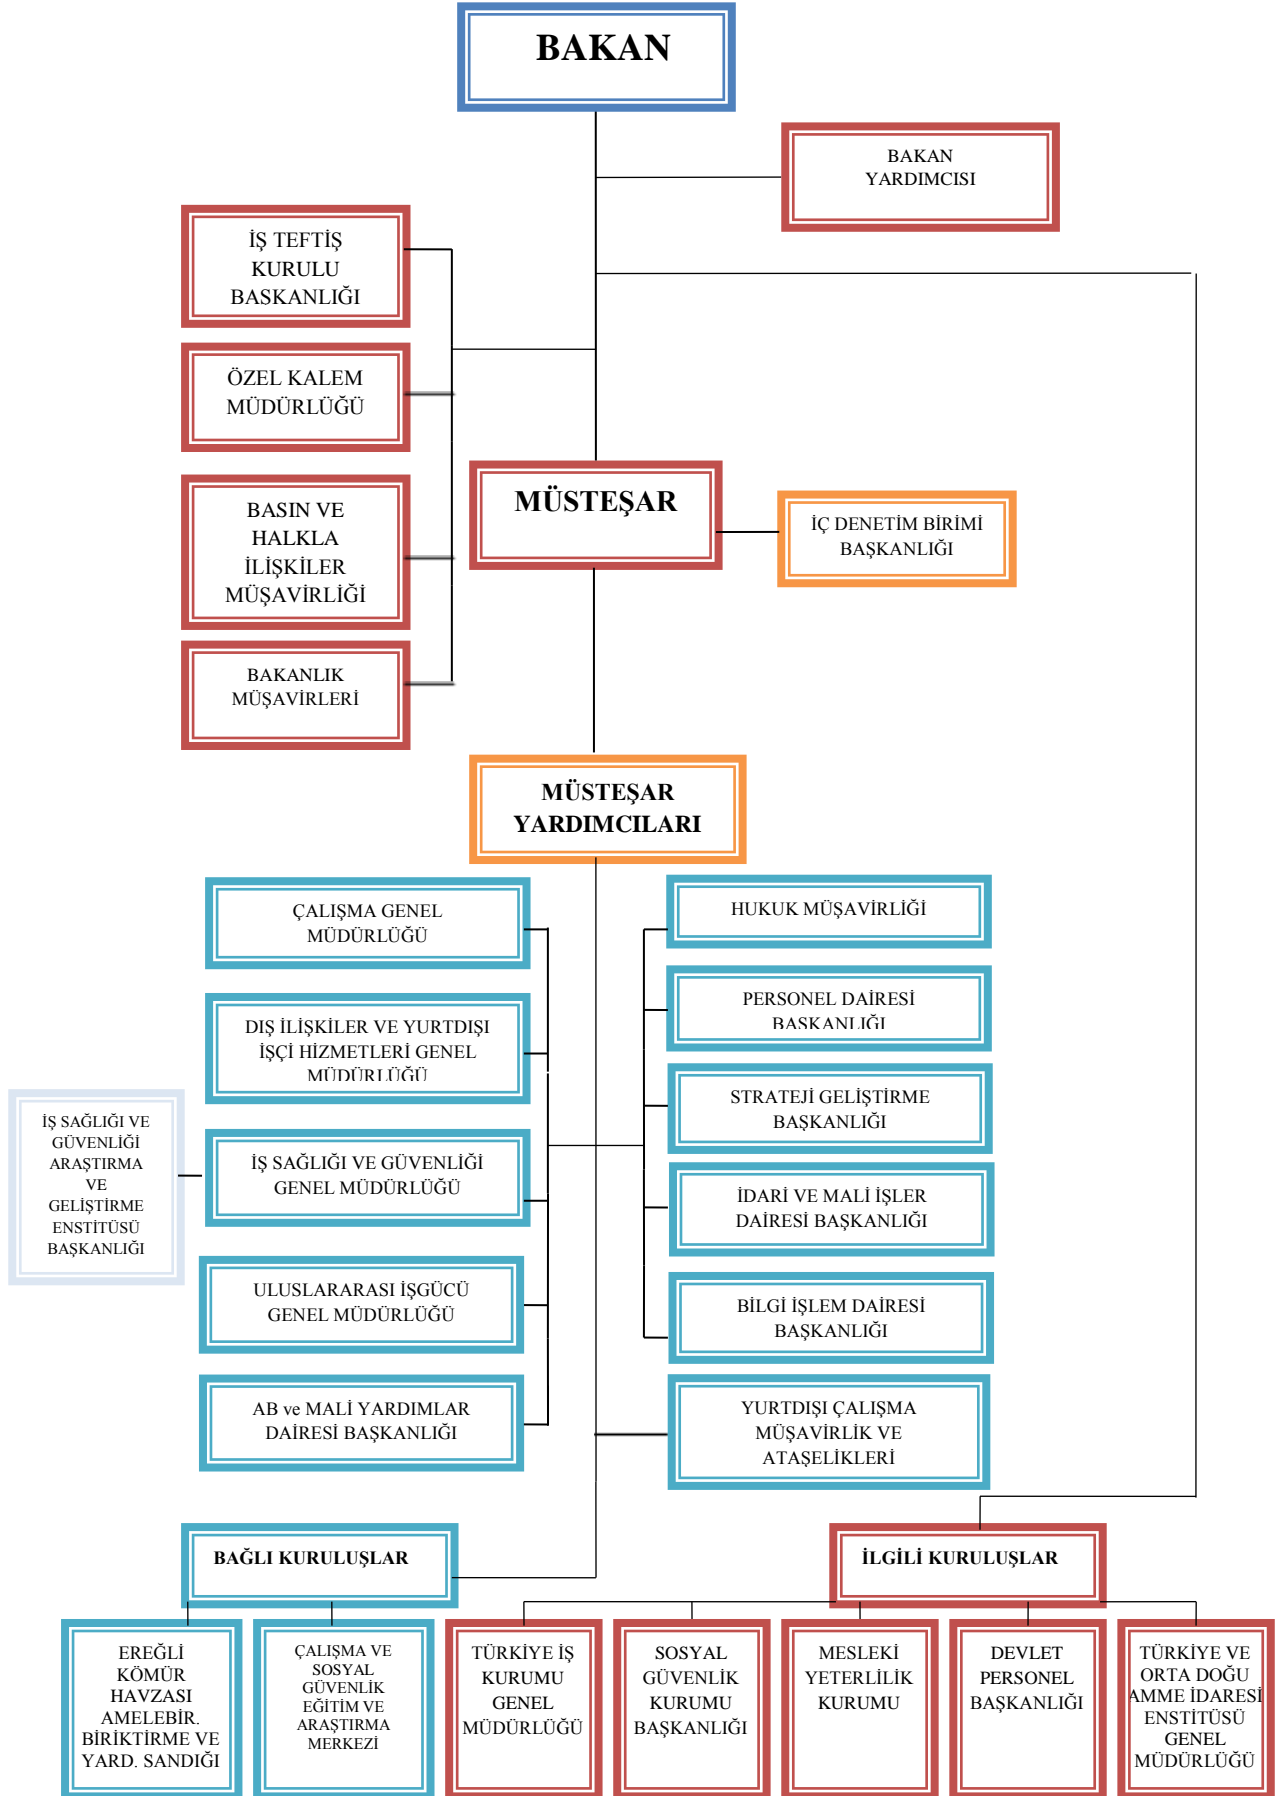 BAKAN
BAKAN
YARDIMCISI
İŞ TEFTİŞ
KURULU
BASKANLIĞI
ÖZEL KALEM
MÜDÜRLÜĞÜ
BASIN VE
HALKLA
İLİŞKİLER
MÜŞAVİRLİĞİ
BAKANLIK
MÜŞAVİRLERİ
MÜSTEŞAR
İÇ DENETİM BİRİMİ
BAŞKANLIĞI
MÜSTEŞAR
YARDIMCILARI
ÇALIŞMA GENEL
MÜDÜRLÜĞÜ
DIŞ İLİŞKİLER VE YURTDIŞI
İŞÇİ HİZMETLERİ GENEL
MÜDÜRLÜĞÜ
İŞ SAĞLIĞI VE
GÜVENLİĞİ
ARAŞTIRMA
VE
GELİŞTİRME
ENSTİTÜSÜ
BAŞKANLIĞI
İŞ SAĞLIĞI VE GÜVENLİĞİ
GENEL MÜDÜRLÜĞÜ
ULUSLARARASI İŞGÜCÜ
GENEL MÜDÜRLÜĞÜ
AB ve MALİ YARDIMLAR
DAİRESİ BAŞKANLIĞI
HUKUK MÜŞAVİRLİĞİ
PERSONEL DAİRESİ
BAŞKANLIĞI
STRATEJİ GELİŞTİRME
BAŞKANLIĞI
İDARİ VE MALİ İŞLER
DAİRESİ BAŞKANLIĞI
BİLGİ İŞLEM DAİRESİ
BAŞKANLIĞI
YURTDIŞI ÇALIŞMA
MÜŞAVİRLİK VE
ATAŞELİKLERİ
BAĞLI KURULUŞLAR
EREĞLİ
KÖMÜR
HAVZASI
AMELEBİR.
BİRİKTİRME VE
YARD. SANDIĞI
ÇALIŞMA VE
SOSYAL
GÜVENLİK
EĞİTİM VE
ARAŞTIRMA
MERKEZİ
İLGİLİ KURULUŞLAR
TÜRKİYE İŞ
KURUMU
GENEL
MÜDÜRLÜĞÜ
SOSYAL
GÜVENLİK
KURUMU
BAŞKANLIĞI
MESLEKİ
YETERLİLİK
KURUMU
DEVLET
PERSONEL
BAŞKANLIĞI
TÜRKİYE VE
ORTA DOĞU
AMME İDARESİ
ENSTİTÜSÜ
GENEL
MÜDÜRLÜĞÜ